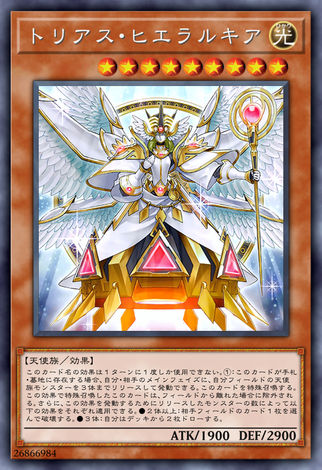 トリアス・ヒエラルキア
光
【天使族／効果】
このカード名の効果は１ターンに１度しか使用できない。①：このカードが手
札・墓地に存在する場合、自分・相手のメインフェイズに、自分フィールドの天使
族モンスターを３体までリリースして発動できる。このカードを特殊召喚する。
この効果で特殊召喚したこのカードは、フィールドから離れた場合に除外さ
れる。さらに、この効果を発動するためにリリースしたモンスターの数によって以
下の効果をそれぞれ適用できる。●２体以上：相手フィールドのカード１枚を選
んで破壊する。●３体：自分はデッキから２枚ドローする。
ATK/1900 DEF/2900
26866984